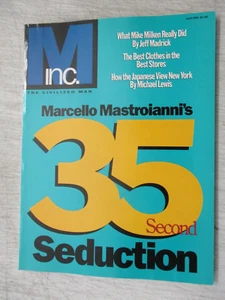 M
inc.
THE CIVILIZED MAN
What Mike Milken Really Did
By Jeff Madrick
The Best Clothes in the
Best Stores
How the Japanese View New York
By Michael Lewis
Marcello Mastroianni's
35
Second
Seduction